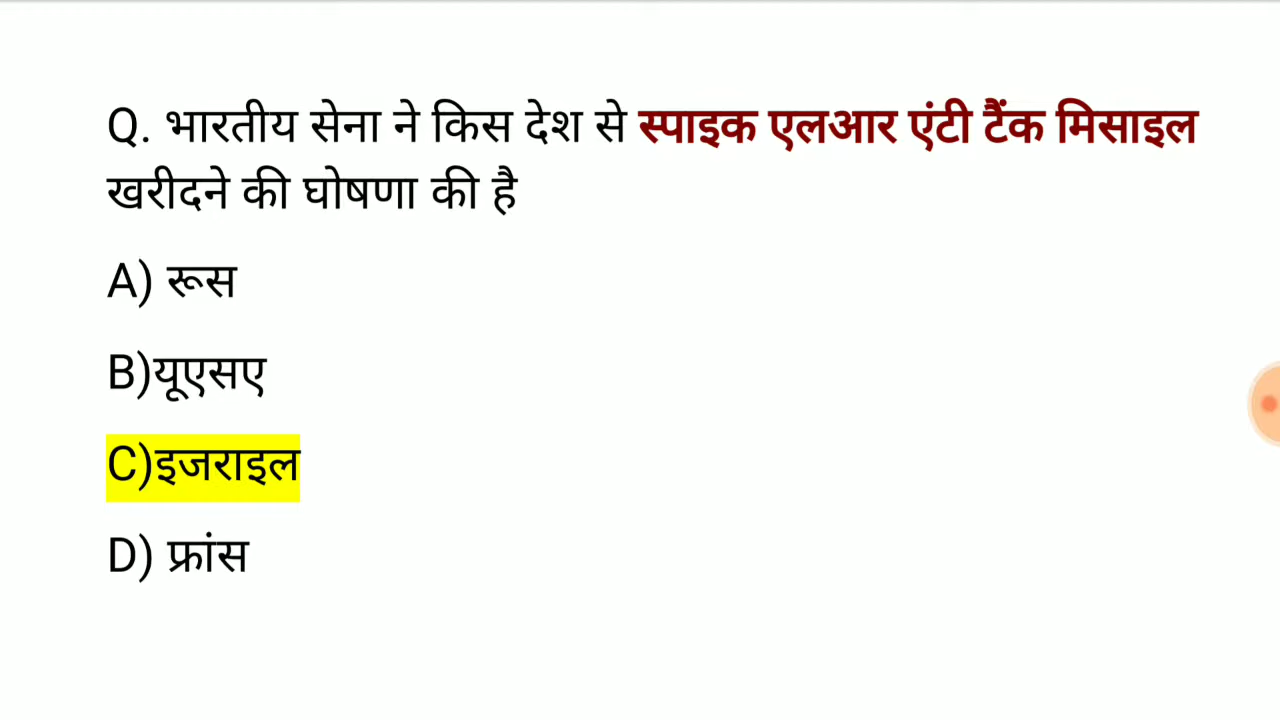 Q. भारतीय सेना ने किस देश से स्पाइक एलआर एंटी टैंक मिसाइल
खरीदने की घोषणा की है
A) रूस
B)यूएसए
C)इजराइल
D) फ्रांस